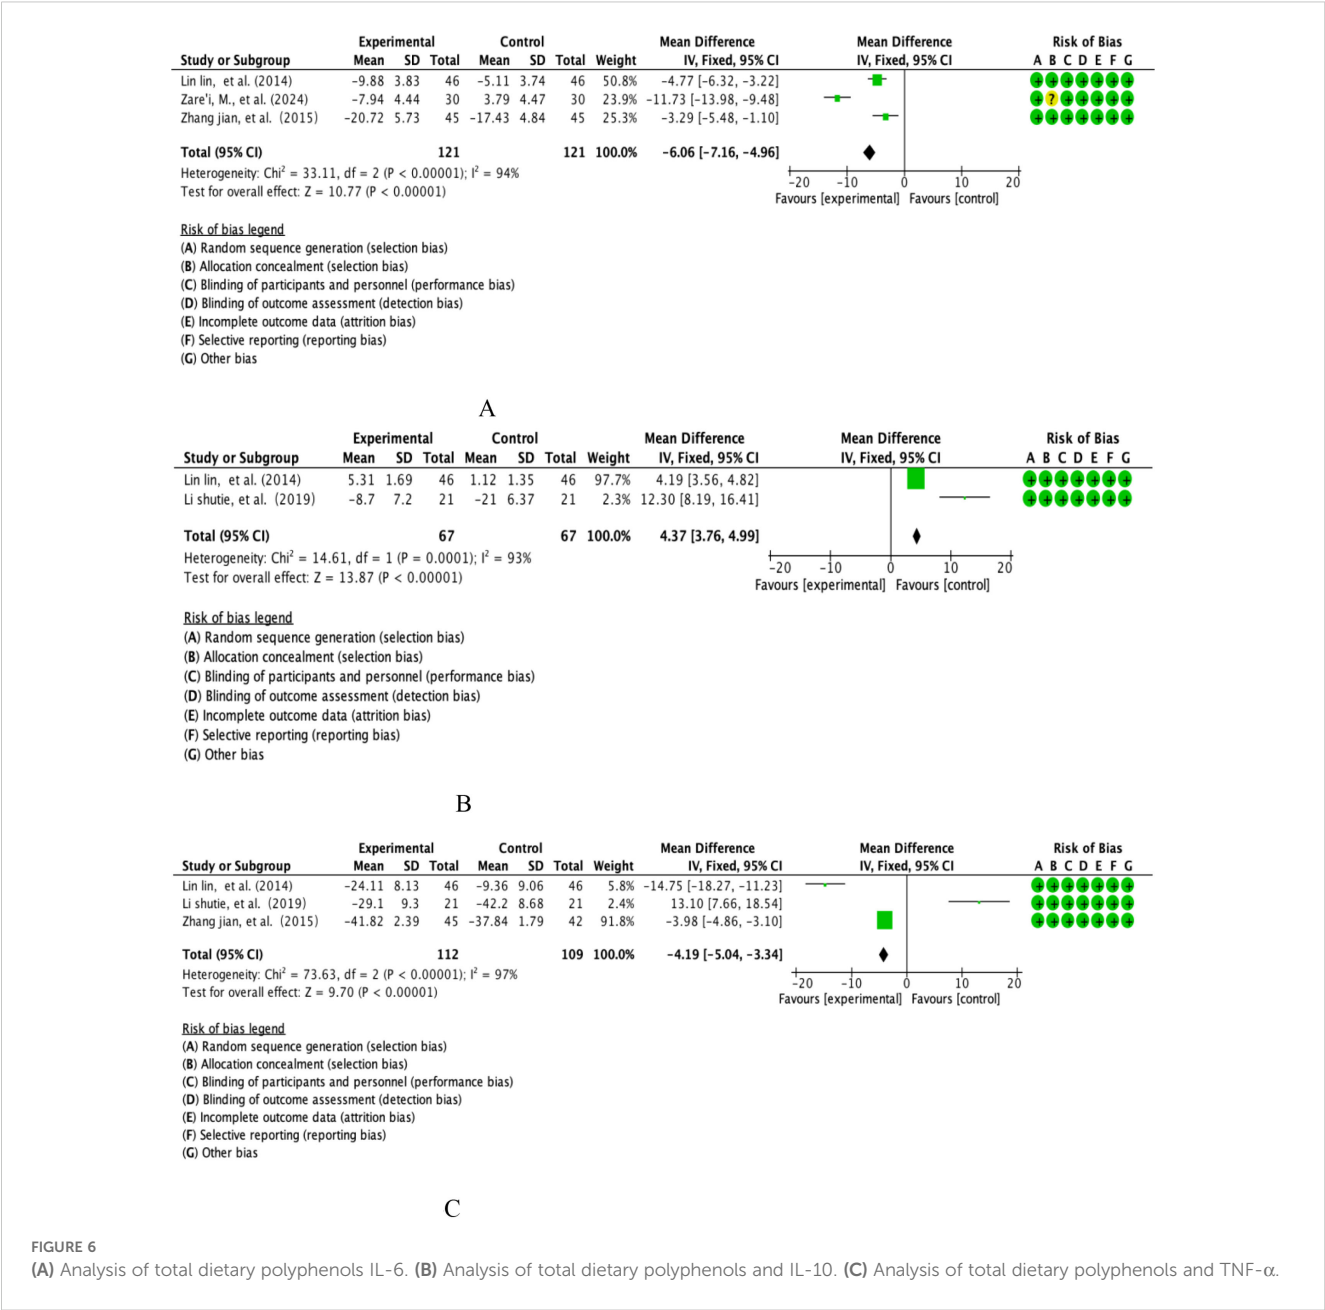 Experimental Control Mean Difference Mean Difference Risk of Bias
Study or Subgroup Mean SD Total Mean SD Total Weight IV, Fixed, 95% CI IV, Fixed, 95% CI A B C D E F G
Lin lin, et al. (2014) −9.88 3.83 46 −5.11 3.74 46 50.8% −4.77 [−6.32, −3.22] + + + + + + +
Zare'i, M., et al. (2024) −7.94 4.44 30 3.79 4.47 30 23.9% −11.73 [−13.98, −9.48] + ? + + + + +
Zhang jian, et al. (2015) −20.72 5.73 45 −17.43 4.84 45 25.3% −3.29 [−5.48, −1.10] + + + + + + +
Total (95% CI) 121 121 100.0% −6.06 [−7.16, −4.96]
Heterogeneity: Chi² = 33.11, df = 2 (P < 0.00001); I² = 94%
Test for overall effect: Z = 10.77 (P < 0.00001)
−20 −10 0 10 20
Favours [experimental] Favours [control]
Risk of bias legend
(A) Random sequence generation (selection bias)
(B) Allocation concealment (selection bias)
(C) Blinding of participants and personnel (performance bias)
(D) Blinding of outcome assessment (detection bias)
(E) Incomplete outcome data (attrition bias)
(F) Selective reporting (reporting bias)
(G) Other bias
A
Experimental Control Mean Difference Mean Difference Risk of Bias
Study or Subgroup Mean SD Total Mean SD Total Weight IV, Fixed, 95% CI IV, Fixed, 95% CI A B C D E F G
Lin lin, et al. (2014) 5.31 1.69 46 1.12 1.35 46 97.7% 4.19 [3.56, 4.82] + + + + + + +
Li shutie, et al. (2019) −8.7 7.2 21 −21 6.37 21 2.3% 12.30 [8.19, 16.41] + + + + + + +
Total (95% CI) 67 67 100.0% 4.37 [3.76, 4.99]
Heterogeneity: Chi² = 14.61, df = 1 (P = 0.0001); I² = 93%
Test for overall effect: Z = 13.87 (P < 0.00001)
−20 −10 0 10 20
Favours [experimental] Favours [control]
Risk of bias legend
(A) Random sequence generation (selection bias)
(B) Allocation concealment (selection bias)
(C) Blinding of participants and personnel (performance bias)
(D) Blinding of outcome assessment (detection bias)
(E) Incomplete outcome data (attrition bias)
(F) Selective reporting (reporting bias)
(G) Other bias
B
Experimental Control Mean Difference Mean Difference Risk of Bias
Study or Subgroup Mean SD Total Mean SD Total Weight IV, Fixed, 95% CI IV, Fixed, 95% CI A B C D E F G
Lin lin, et al. (2014) −24.11 8.13 46 −9.36 9.06 46 5.8% −14.75 [−18.27, −11.23] + + + + + + +
Li shutie, et al. (2019) −29.1 9.3 21 −42.2 8.68 21 2.4% 13.10 [7.66, 18.54] + + + + + + +
Zhang jian, et al. (2015) −41.82 2.39 45 −37.84 1.79 42 91.8% −3.98 [−4.86, −3.10] + + + + + + +
Total (95% CI) 112 109 100.0% −4.19 [−5.04, −3.34]
Heterogeneity: Chi² = 73.63, df = 2 (P < 0.00001); I² = 97%
Test for overall effect: Z = 9.70 (P < 0.00001)
−20 −10 0 10 20
Favours [experimental] Favours [control]
Risk of bias legend
(A) Random sequence generation (selection bias)
(B) Allocation concealment (selection bias)
(C) Blinding of participants and personnel (performance bias)
(D) Blinding of outcome assessment (detection bias)
(E) Incomplete outcome data (attrition bias)
(F) Selective reporting (reporting bias)
(G) Other bias
C
FIGURE 6
(A) Analysis of total dietary polyphenols IL-6. (B) Analysis of total dietary polyphenols and IL-10. (C) Analysis of total dietary polyphenols and TNF-α.